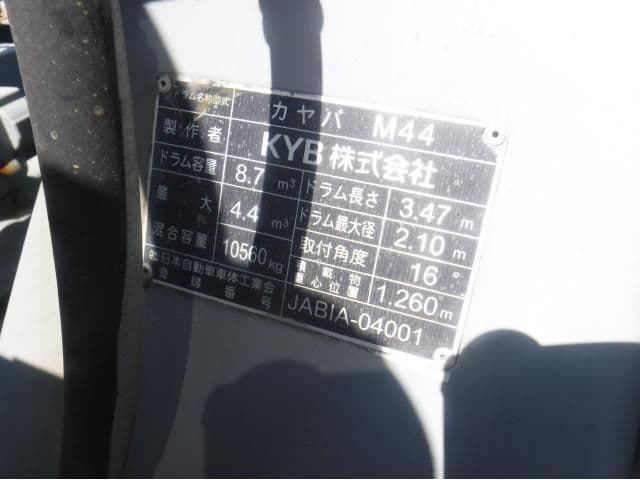 ドラム名称型式 カヤバ M44
製作者 KYB株式会社
ドラム容量 8.7 m³ ドラム長さ 3.47 m
最大混合容量 4.4 m³ ドラム最大径 2.10 m
10560kg 取付角度 16°
積載物重心位置 1.260 m
社)日本自動車車体工業会
登録番号 JABIA-04001